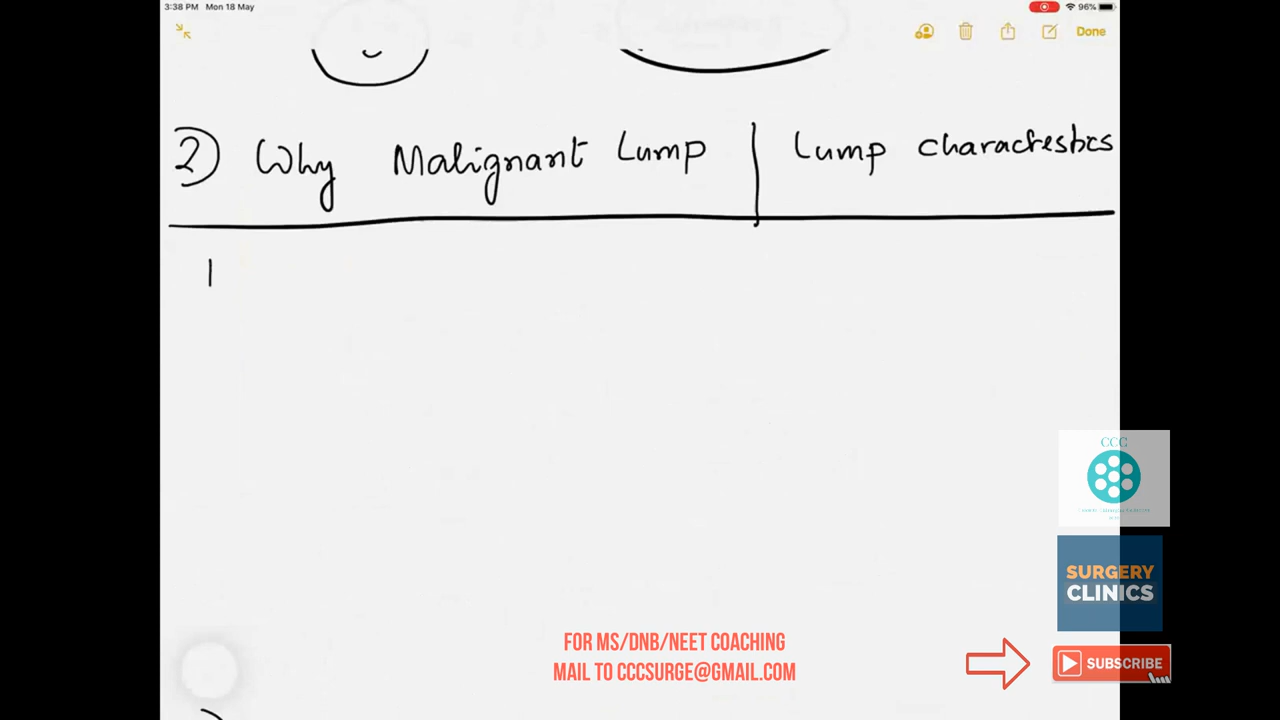 3:38 PM Mon 18 May
96%
Done
2) Why Malignant Lump | Lump characterstics
1
CCC
SURGERY
CLINICS
FOR MS/DNB/NEET COACHING
MAIL TO CCCSURGE@GMAIL.COM
SUBSCRIBE